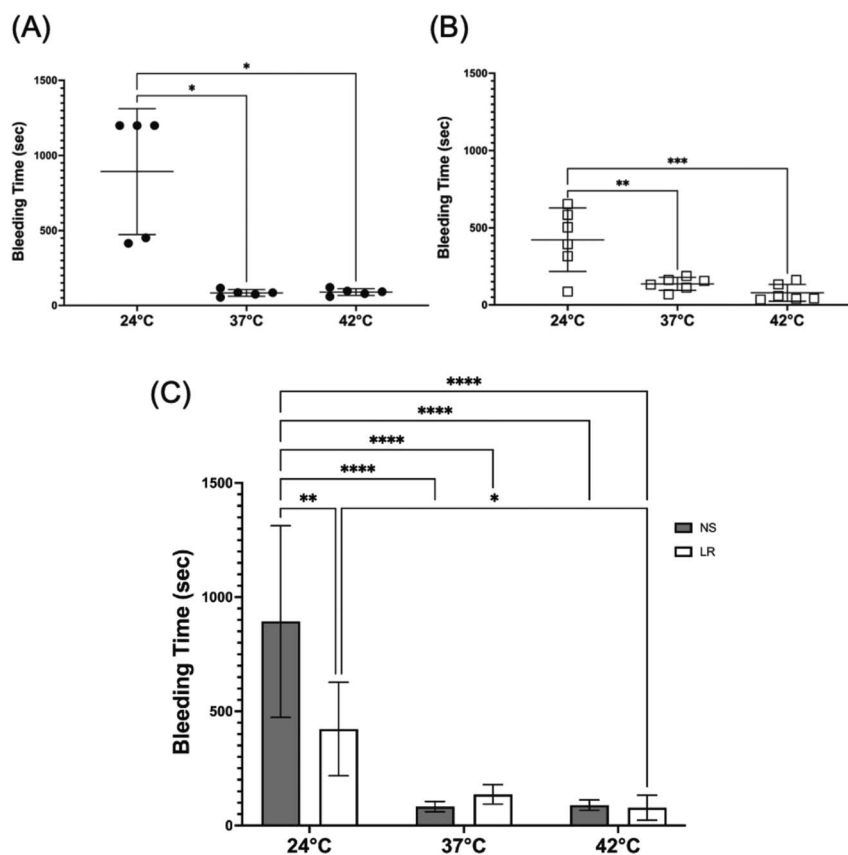 (A)
Bleeding Time (sec)
1500
1000
500
0
*
*
24°C 37°C 42°C
(B)
Bleeding Time (sec)
1500
1000
500
0
***
**
24°C 37°C 42°C
(C)
Bleeding Time (sec)
1500
1000
500
0
****
****
****
****
** *
NS
LR
24°C 37°C 42°C